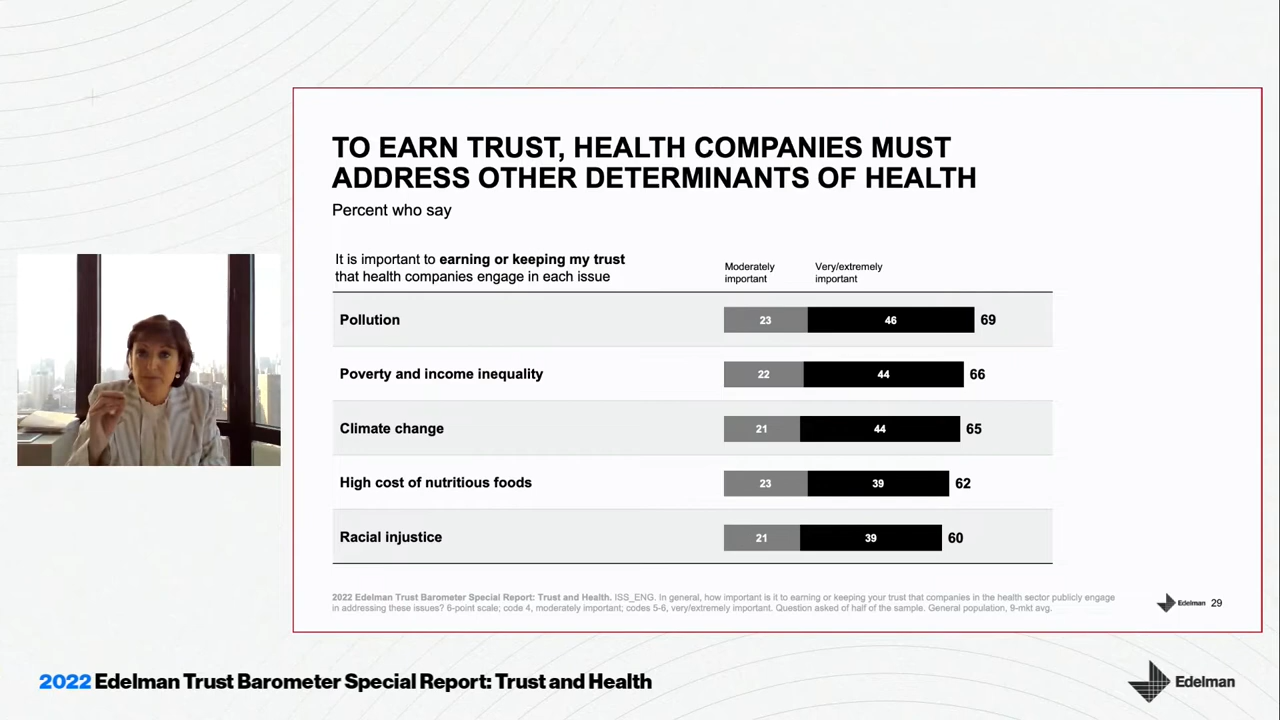 TO EARN TRUST, HEALTH COMPANIES MUST
ADDRESS OTHER DETERMINANTS OF HEALTH
Percent who say
It is important to earning or keeping my trust
that health companies engage in each issue
Moderately
important
Very/extremely
important
Pollution 23 46 69
Poverty and income inequality 22 44 66
Climate change 21 44 65
High cost of nutritious foods 23 39 62
Racial injustice 21 39 60
2022 Edelman Trust Barometer Special Report: Trust and Health. ISS_ENG. In general, how important is it to earning or keeping your trust that companies in the health sector publicly engage
in addressing these issues? 6-point scale; code 4, moderately important; codes 5-6, very/extremely important. Question asked of half of the sample. General population, 9-mkt avg.
Edelman 29
2022 Edelman Trust Barometer Special Report: Trust and Health
Edelman